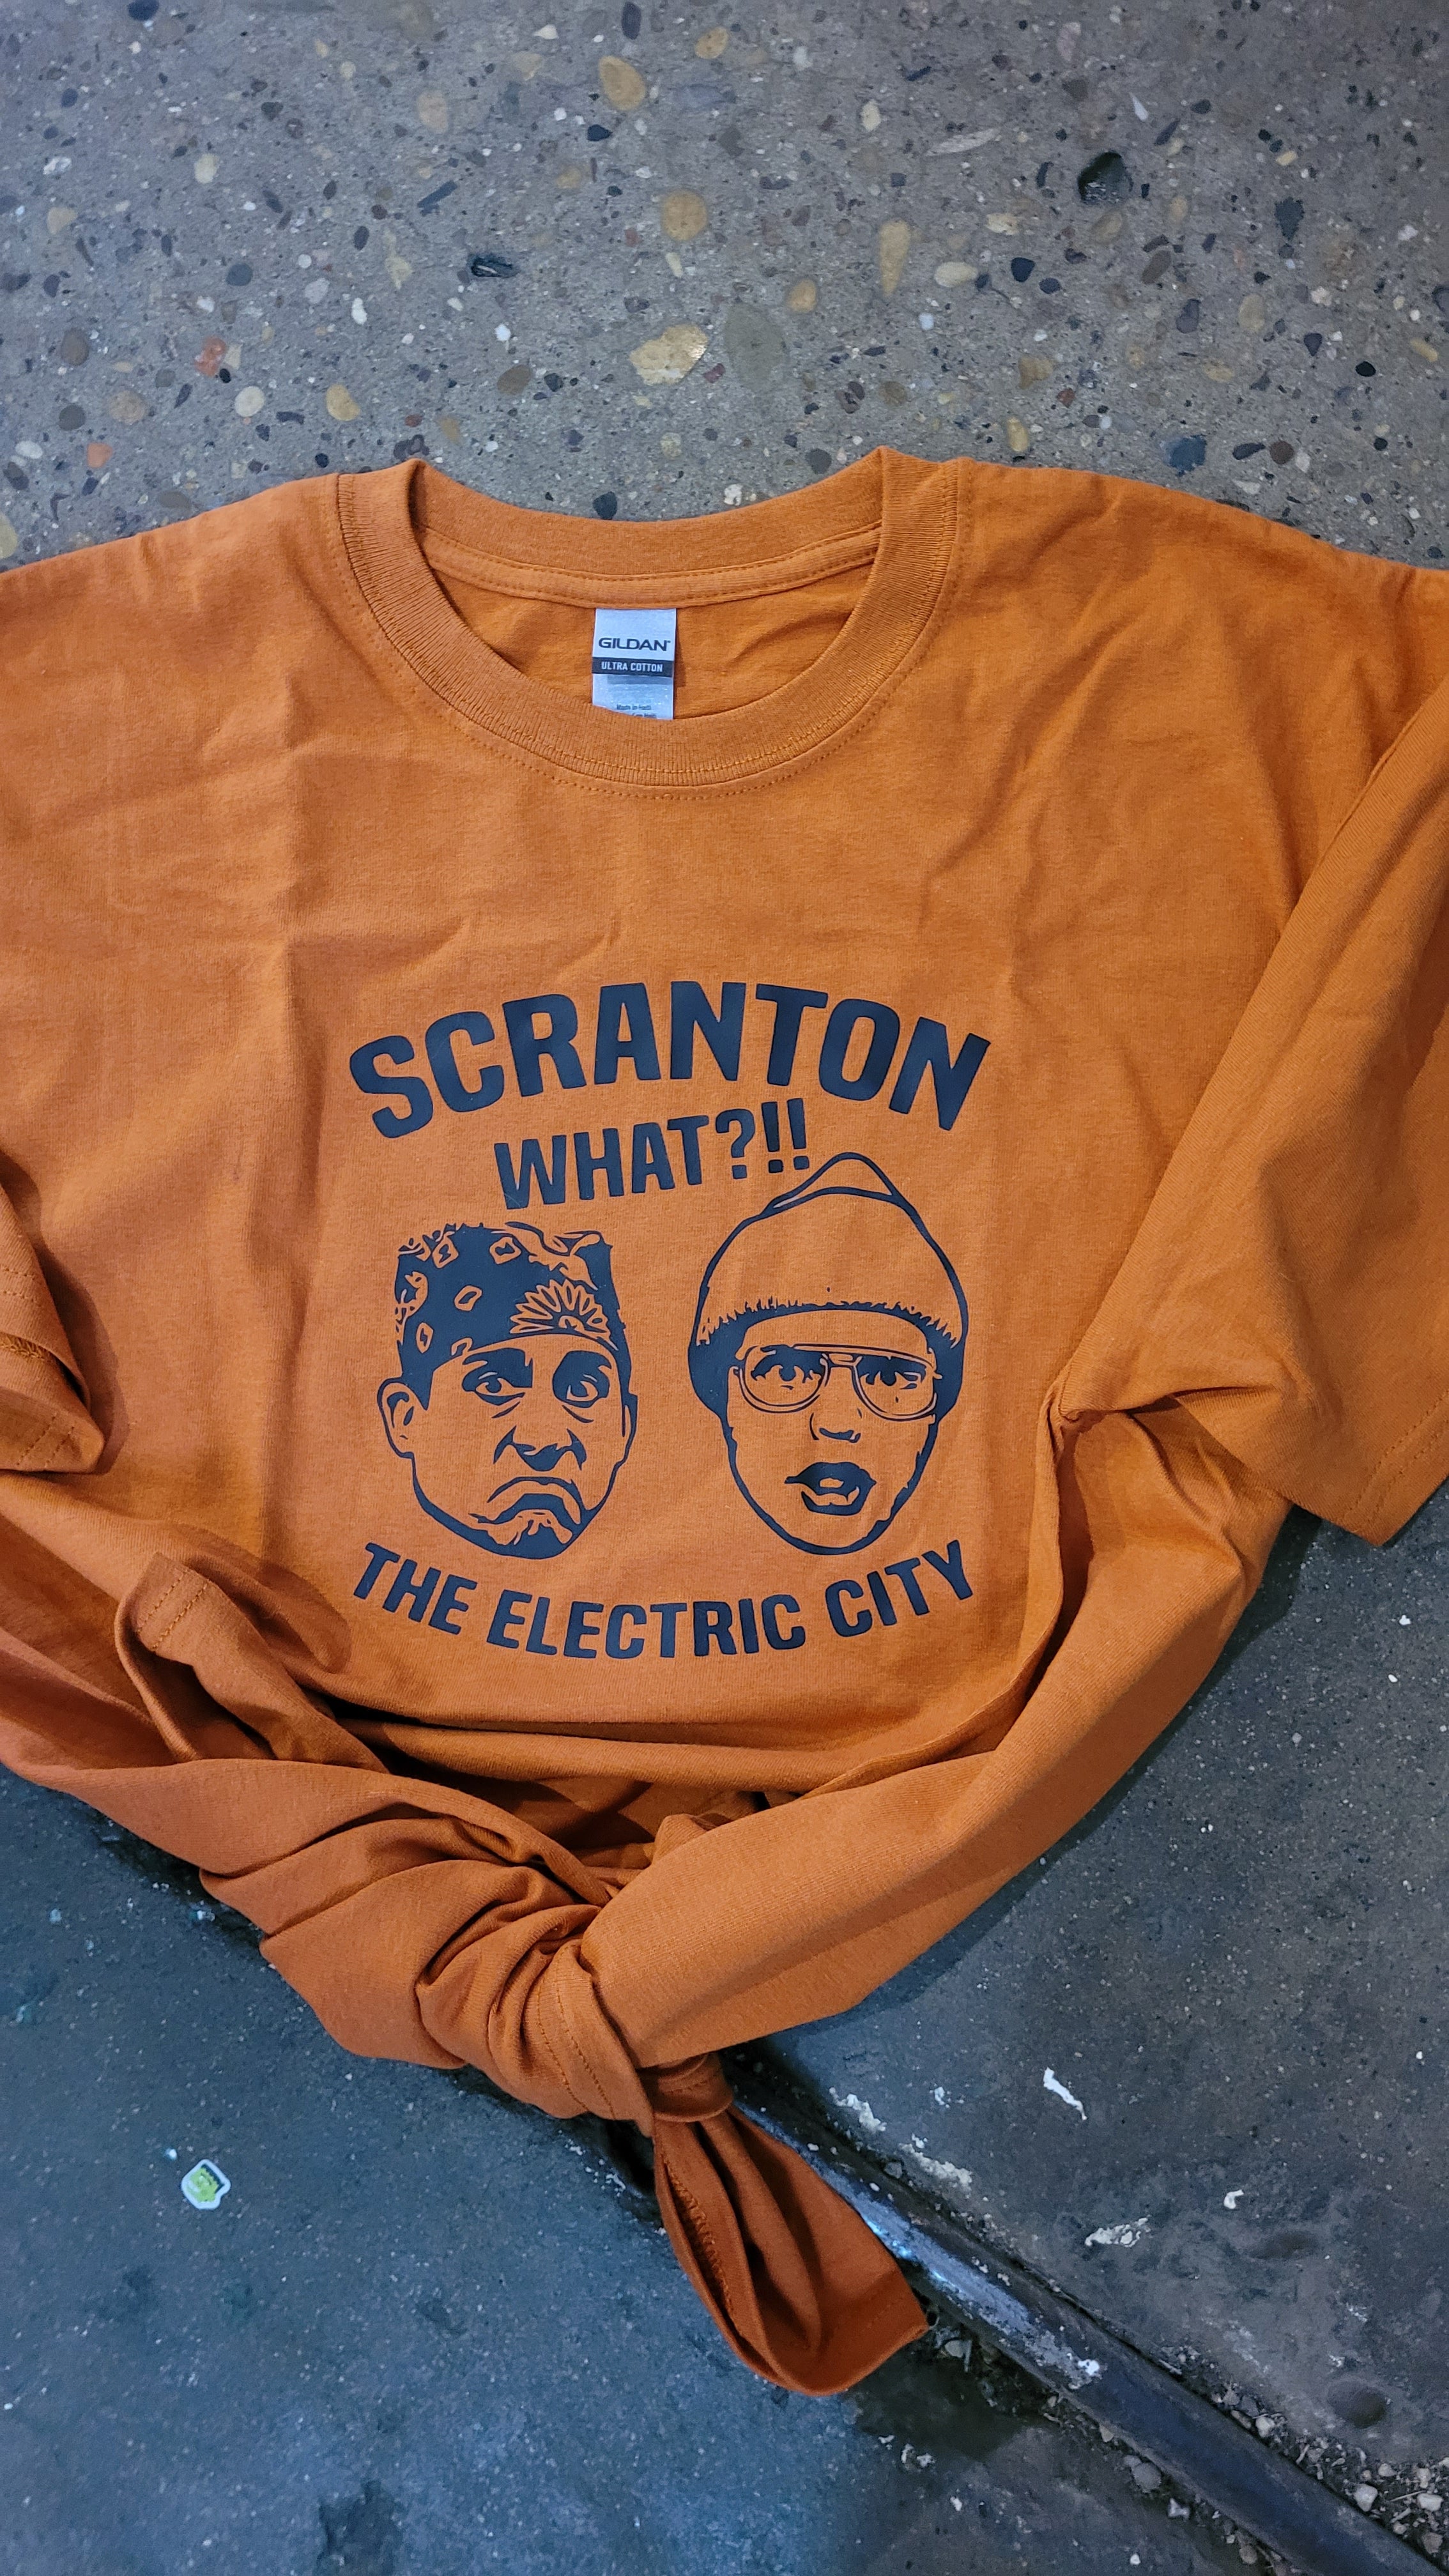 GILDAN
ULTRA COTTON
SCRANTON
WHAT?!!
THE ELECTRIC CITY